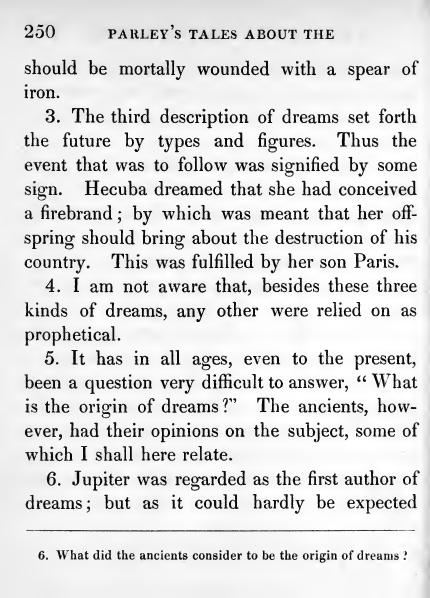 250 PARLEY'S TALES ABOUT THE
should be mortally wounded with a spear of
iron.
3. The third description of dreams set forth
the future by types and figures. Thus the
event that was to follow was signified by some
sign. Hecuba dreamed that she had conceived
a firebrand; by which was meant that her off-
spring should bring about the destruction of his
country. This was fulfilled by her son Paris.
4. I am not aware that, besides these three
kinds of dreams, any other were relied on as
prophetical.
5. It has in all ages, even to the present,
been a question very difficult to answer, “What
is the origin of dreams?” The ancients, how-
ever, had their opinions on the subject, some of
which I shall here relate.
6. Jupiter was regarded as the first author of
dreams; but as it could hardly be expected
6. What did the ancients consider to be the origin of dreams?